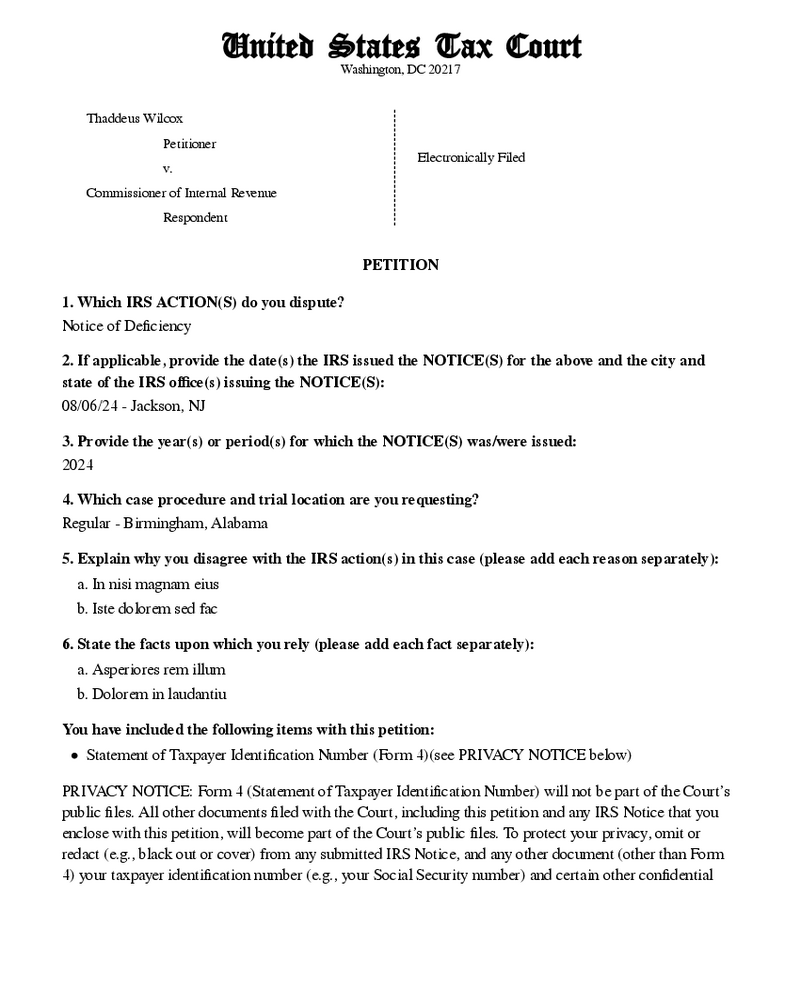 United States Tax Court
Washington, DC 20217
Thaddeus Wilcox
Petitioner
v.
Commissioner of Internal Revenue
Respondent
Electronically Filed
PETITION
1. Which IRS ACTION(S) do you dispute?
Notice of Deficiency
2. If applicable, provide the date(s) the IRS issued the NOTICE(S) for the above and the city and
state of the IRS office(s) issuing the NOTICE(S):
08/06/24 - Jackson, NJ
3. Provide the year(s) or period(s) for which the NOTICE(S) was/were issued:
2024
4. Which case procedure and trial location are you requesting?
Regular - Birmingham, Alabama
5. Explain why you disagree with the IRS action(s) in this case (please add each reason separately):
a. In nisi magnam eius
b. Iste dolorem sed fac
6. State the facts upon which you rely (please add each fact separately):
a. Asperiores rem illum
b. Dolorem in laudantiu
You have included the following items with this petition:
• Statement of Taxpayer Identification Number (Form 4)(see PRIVACY NOTICE below)
PRIVACY NOTICE: Form 4 (Statement of Taxpayer Identification Number) will not be part of the Court's
public files. All other documents filed with the Court, including this petition and any IRS Notice that you
enclose with this petition, will become part of the Court's public files. To protect your privacy, omit or
redact (e.g., black out or cover) from any submitted IRS Notice, and any other document (other than Form
4) your taxpayer identification number (e.g., your Social Security number) and certain other confidential